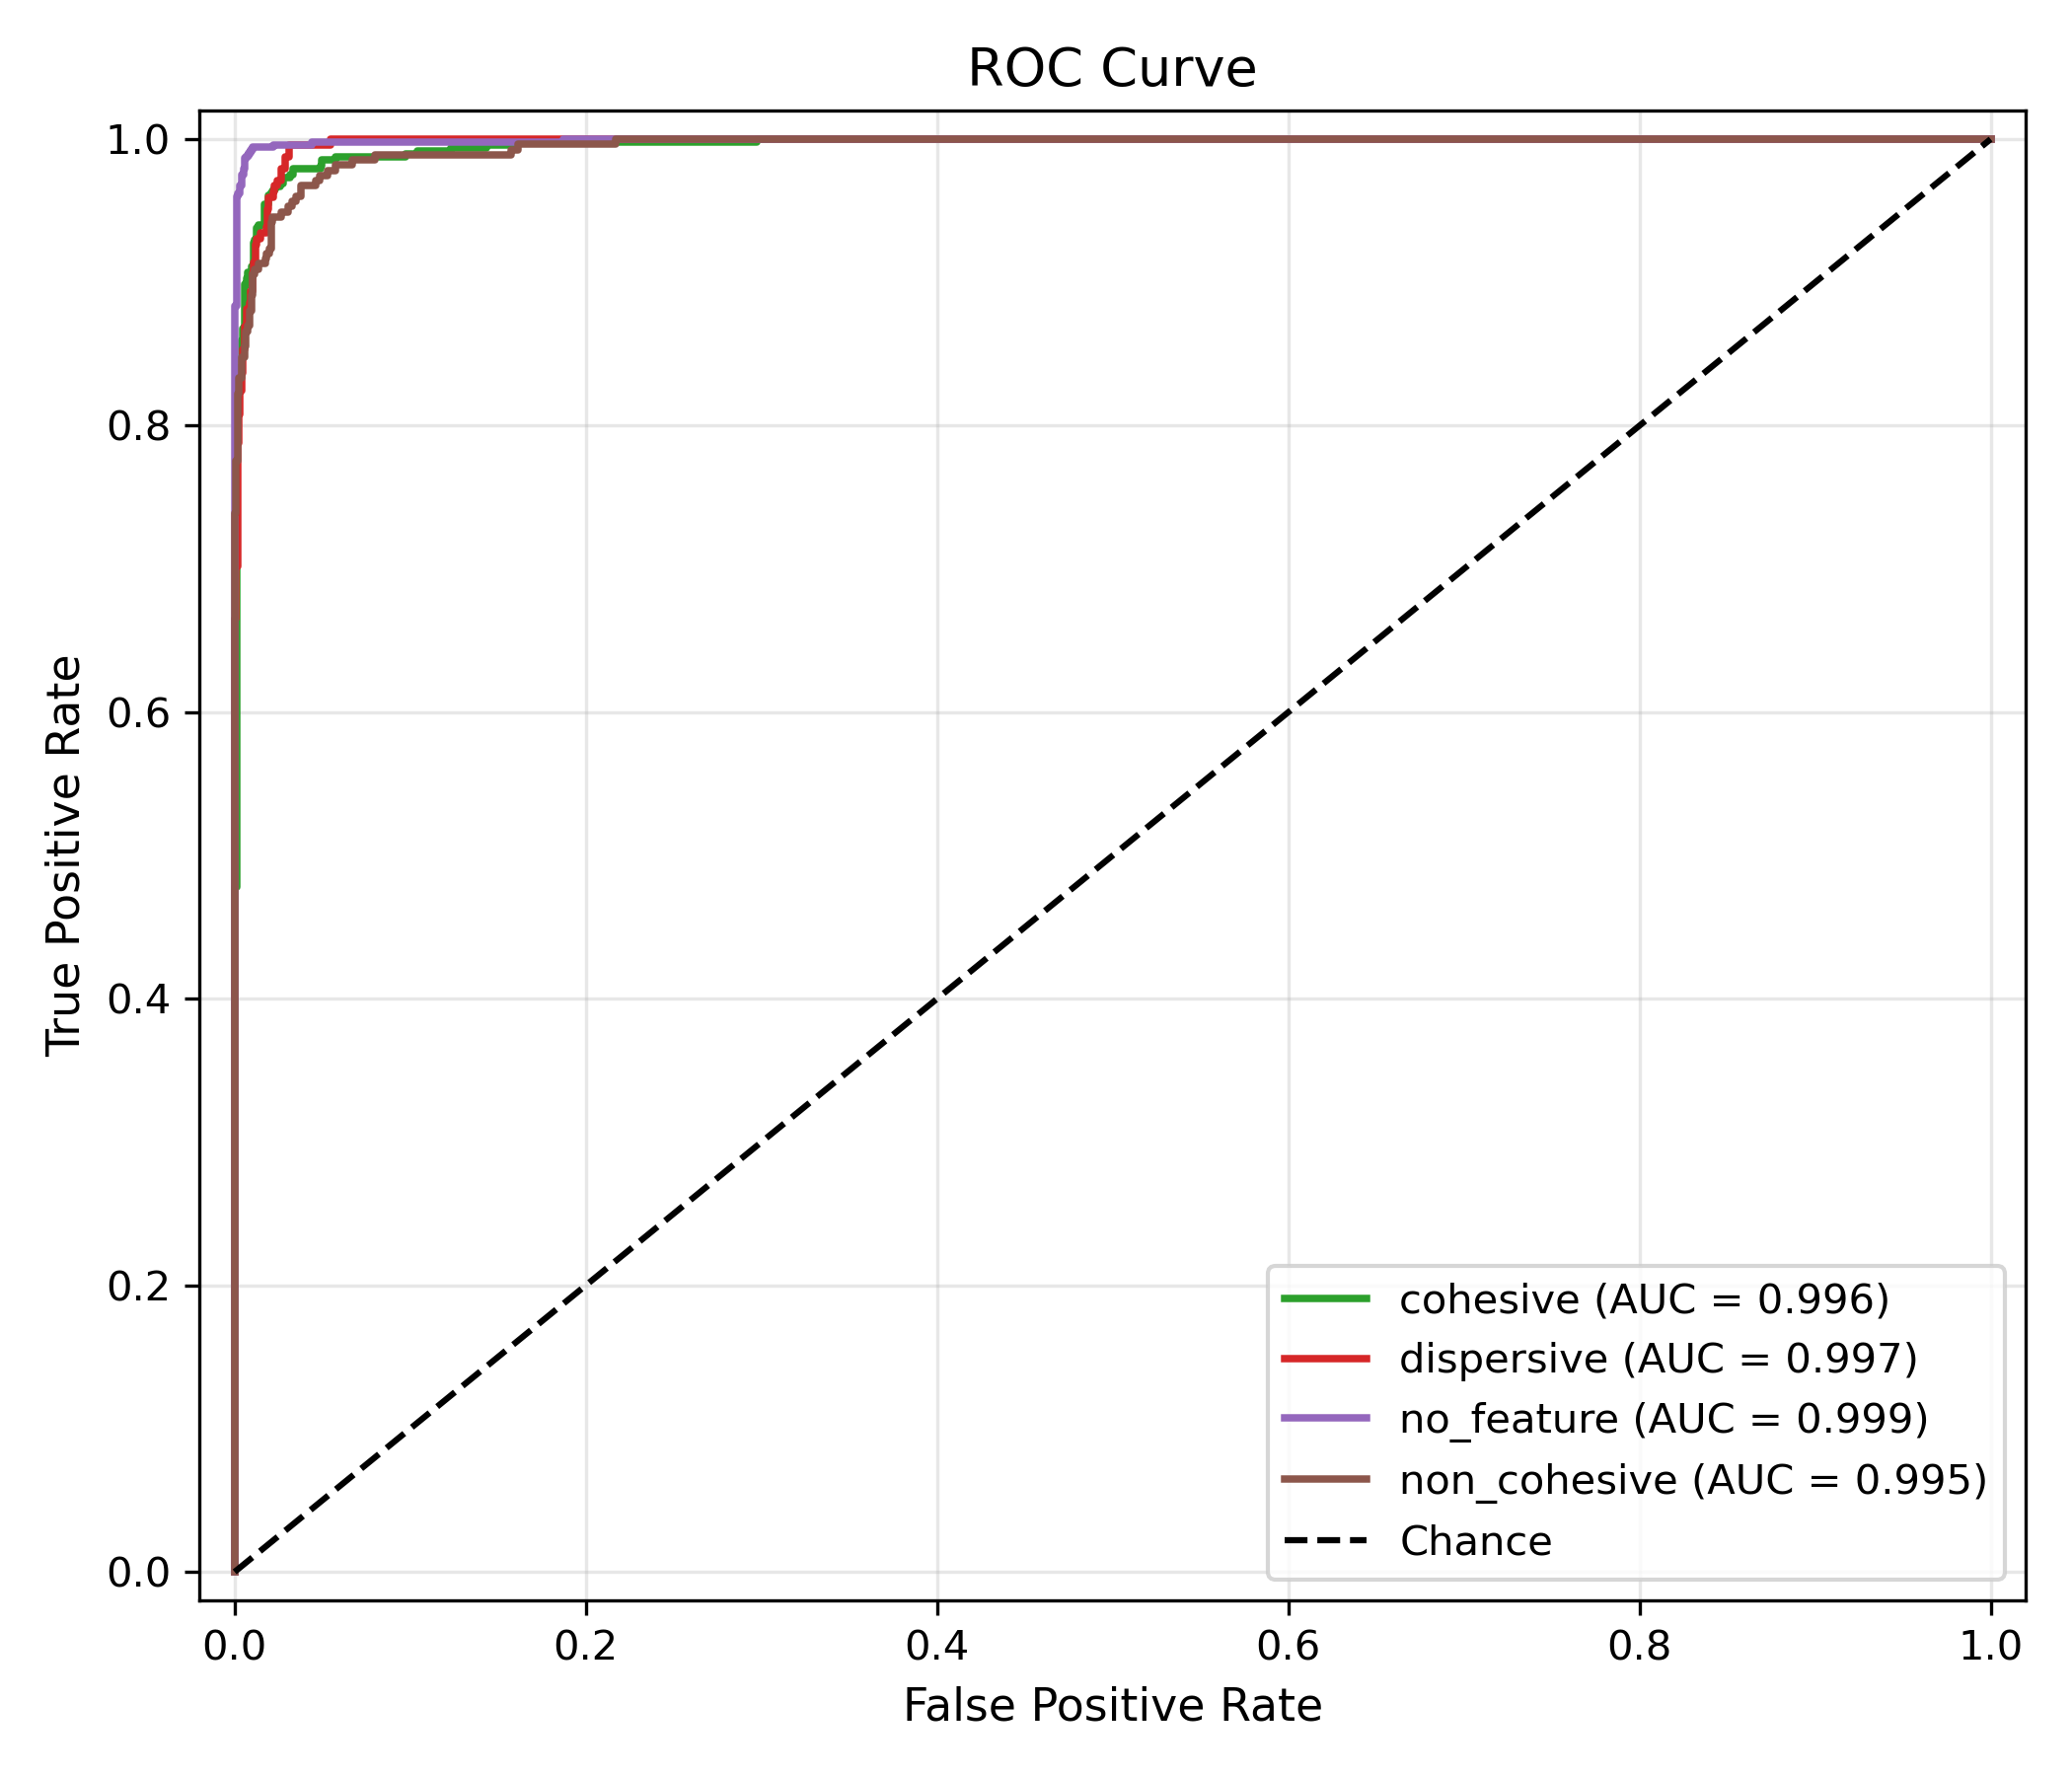 ROC Curve
1.0
0.8
0.6
0.4
0.2
0.0
True Positive Rate
0.0 0.2 0.4 0.6 0.8 1.0
False Positive Rate
cohesive (AUC = 0.996)
dispersive (AUC = 0.997)
no_feature (AUC = 0.999)
non_cohesive (AUC = 0.995)
Chance